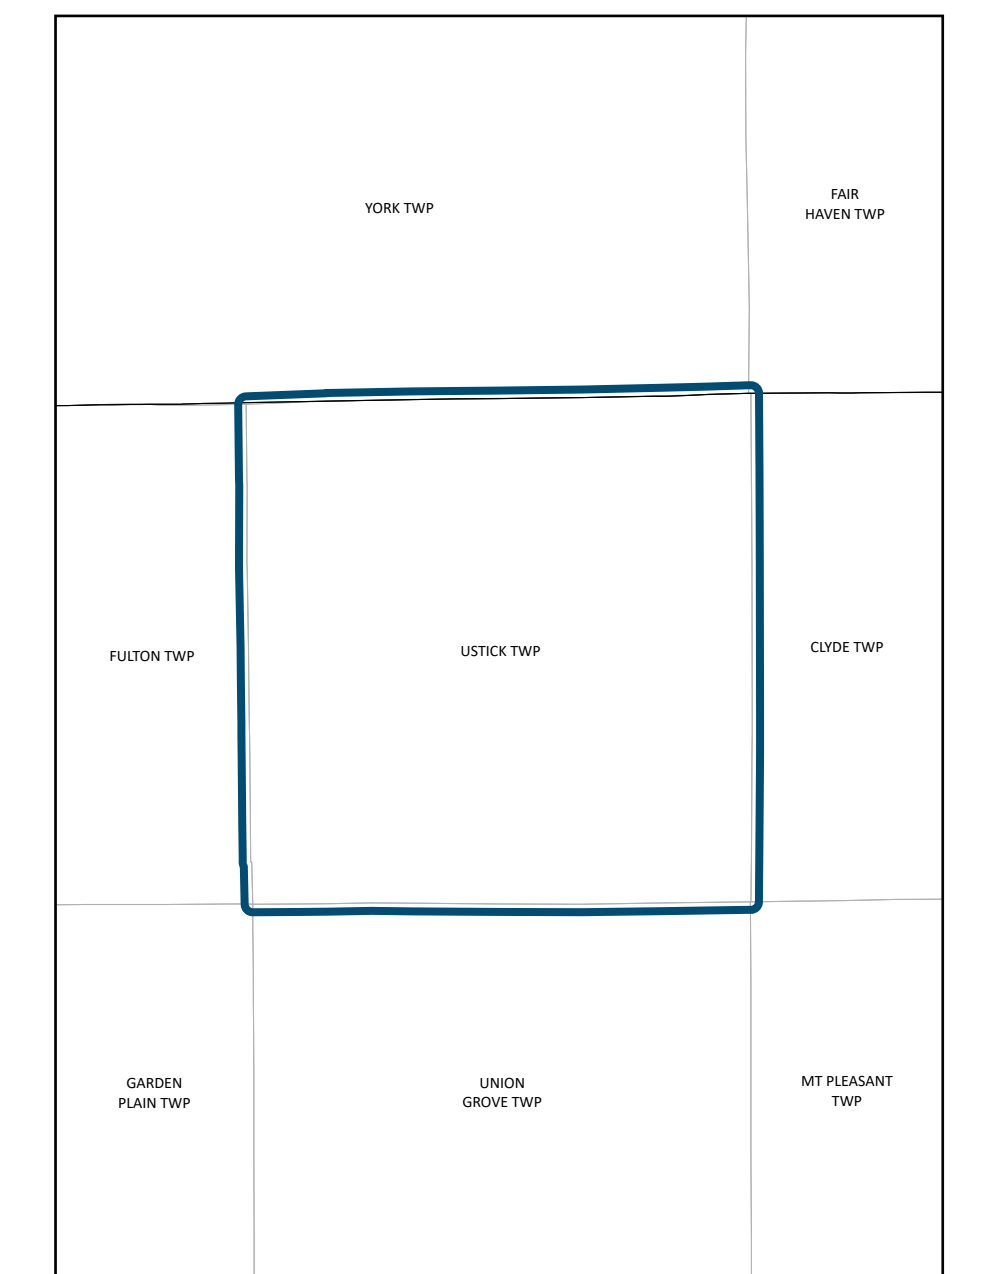 YORK TWP
FAIR
HAVEN TWP
FULTON TWP
USTICK TWP
CLYDE TWP
GARDEN
PLAIN TWP
UNION
GROVE TWP
MT PLEASANT
TWP